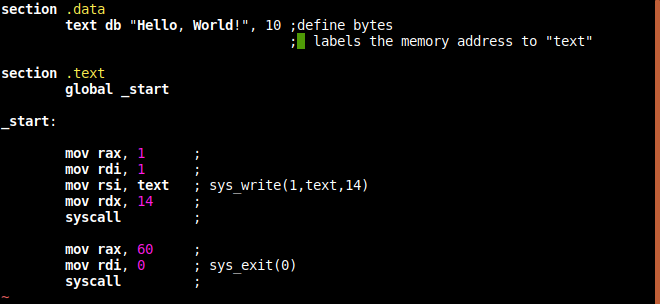 section .data
        text db "Hello, World!", 10 ;define bytes
                                    ;  labels the memory address to "text"

section .text
        global _start

_start:

        mov rax, 1      ;
        mov rdi, 1      ;
        mov rsi, text   ; sys_write(1,text,14)
        mov rdx, 14     ;
        syscall         ;

        mov rax, 60     ;
        mov rdi, 0      ; sys_exit(0)
        syscall         ;
~